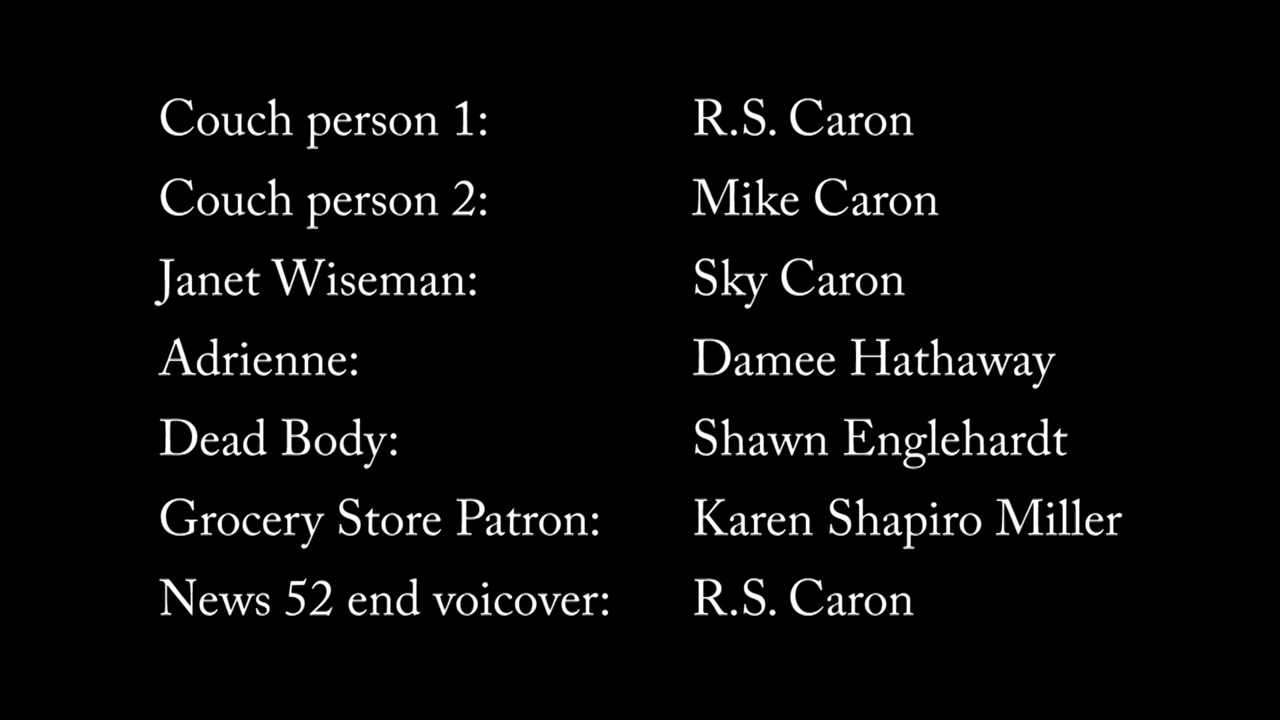 Couch person 1: R.S. Caron
Couch person 2: Mike Caron
Janet Wiseman: Sky Caron
Adrienne: Damee Hathaway
Dead Body: Shawn Englehardt
Grocery Store Patron: Karen Shapiro Miller
News 52 end voicover: R.S. Caron